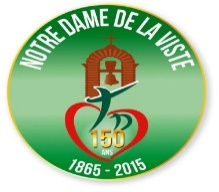 NOTRE DAME DE LA VISTE
150
ANS
1865 - 2015